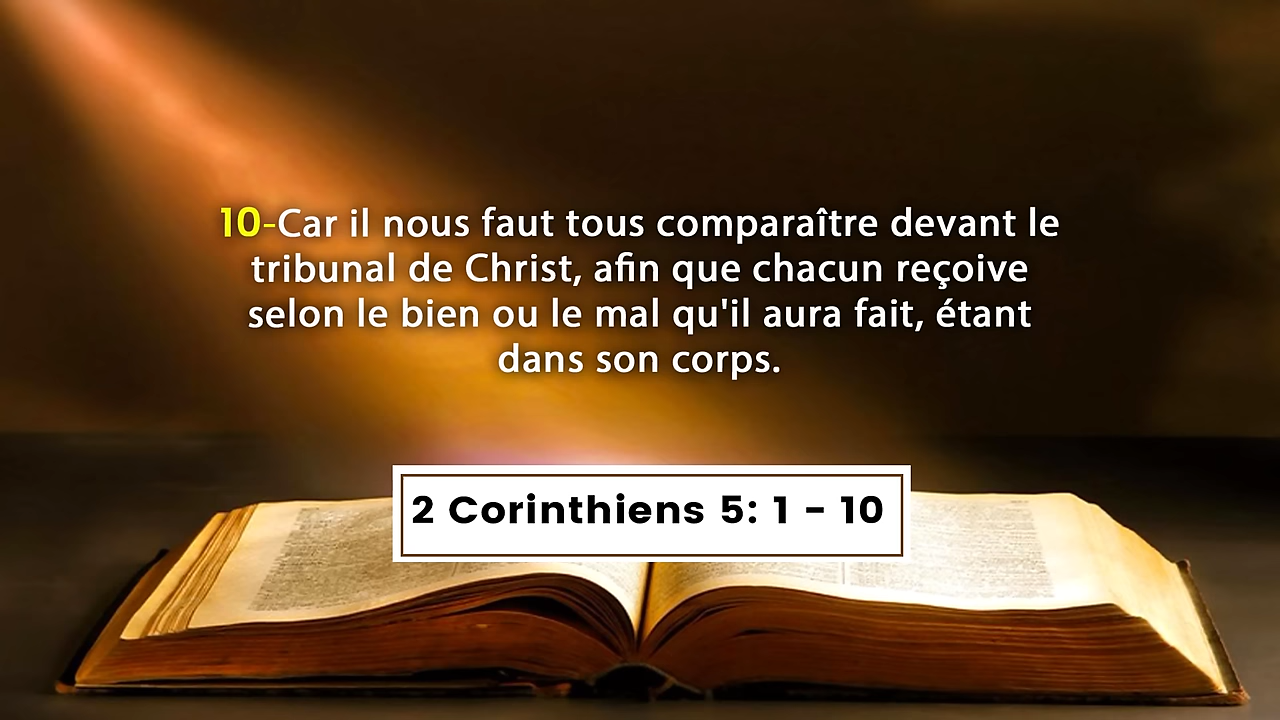 10-Car il nous faut tous comparaître devant le
tribunal de Christ, afin que chacun reçoive
selon le bien ou le mal qu'il aura fait, étant
dans son corps.
2 Corinthiens 5: 1 - 10